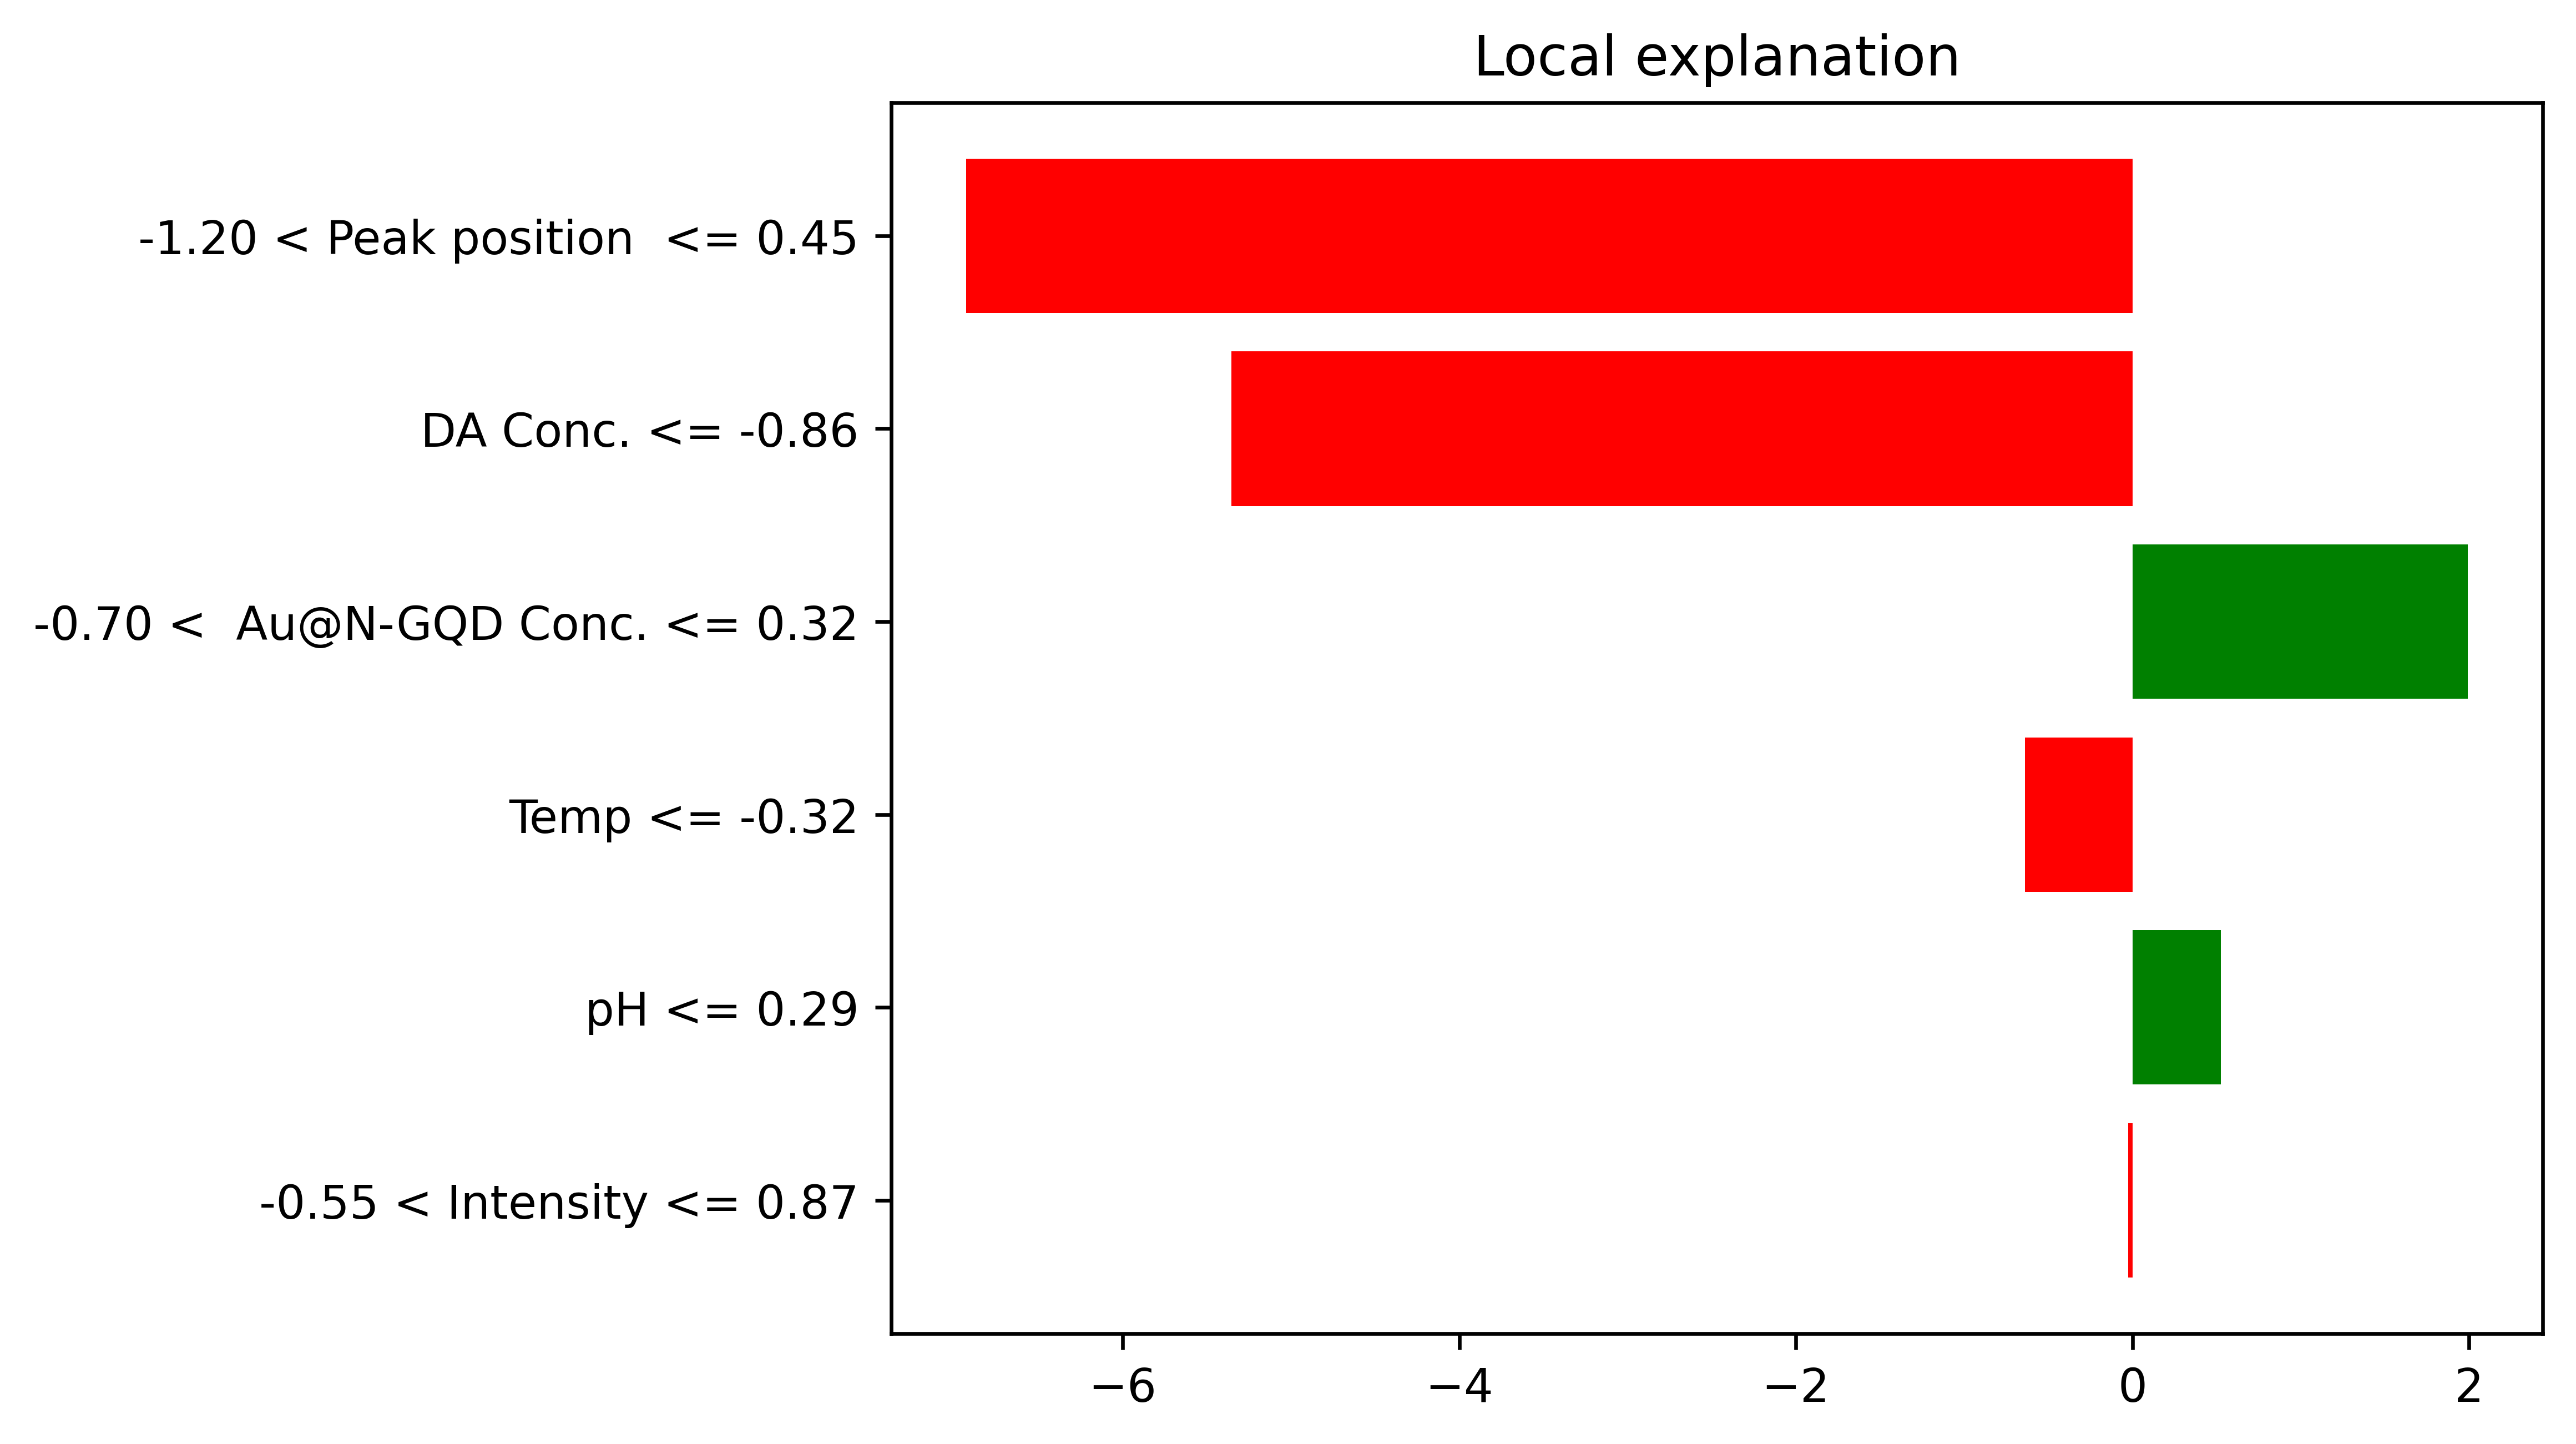 Local explanation
-1.20 < Peak position  <= 0.45
DA Conc. <= -0.86
-0.70 <  Au@N-GQD Conc. <= 0.32
Temp <= -0.32
pH <= 0.29
-0.55 < Intensity <= 0.87
−6 −4 −2 0 2